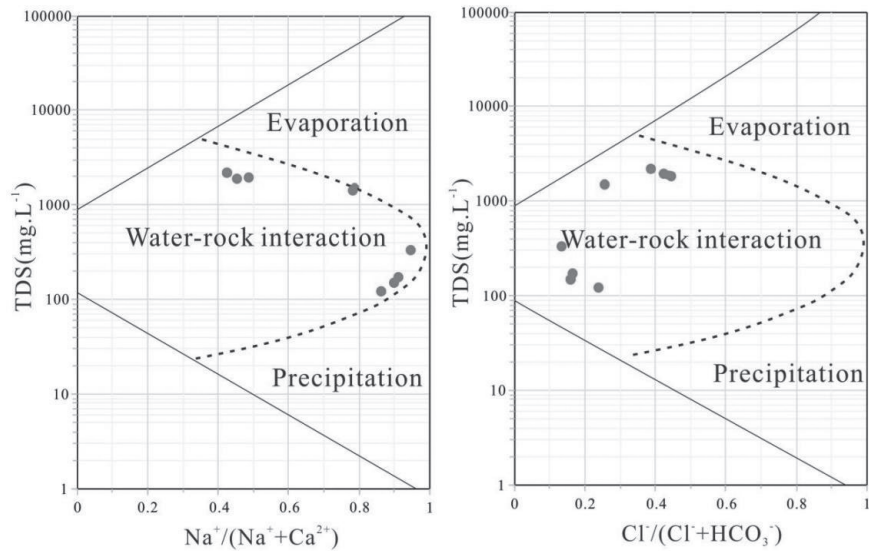 100000
10000
1000
100
10
1
TDS(mg.L⁻¹)
Evaporation
Water-rock interaction
Precipitation
0
0.2
0.4
0.6
0.8
1
Na⁺/(Na⁺+Ca²⁺)
100000
10000
1000
100
10
1
TDS(mg.L⁻¹)
Evaporation
Water-rock interaction
Precipitation
0
0.2
0.4
0.6
0.8
1
Cl⁻/(Cl⁻+HCO₃⁻)